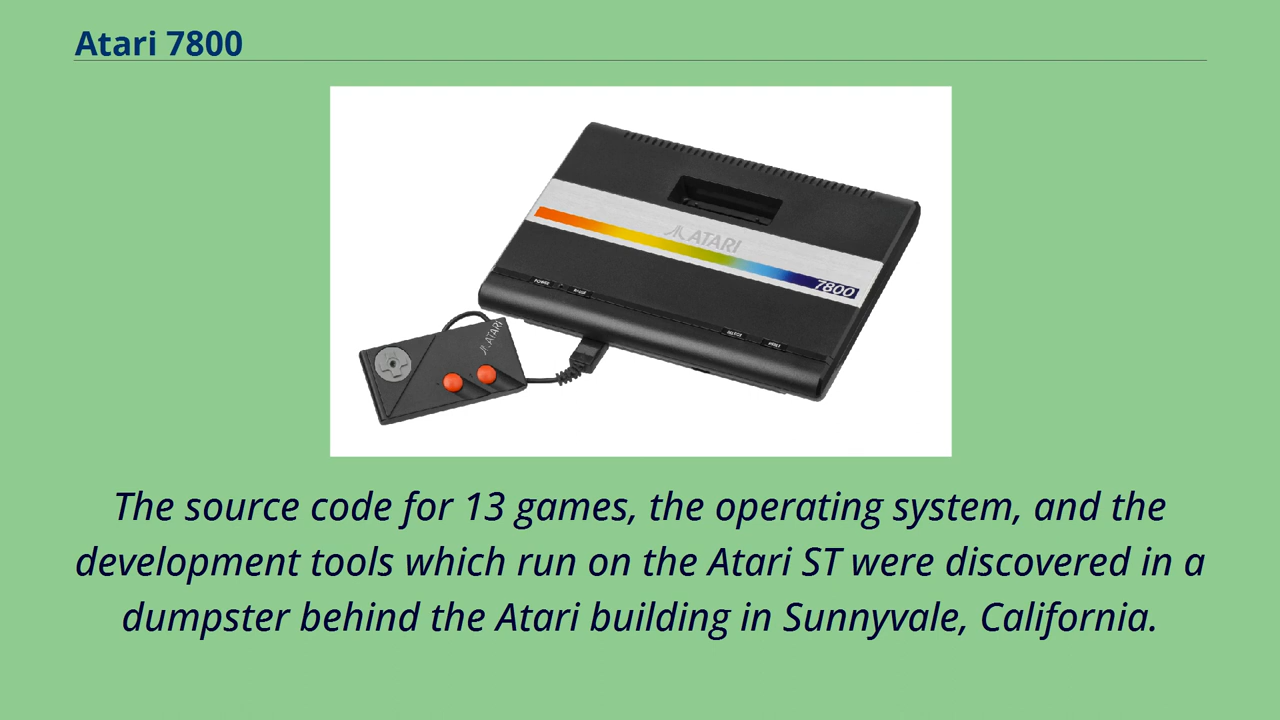 Atari 7800
ATARI
7800
ATARI
The source code for 13 games, the operating system, and the
development tools which run on the Atari ST were discovered in a
dumpster behind the Atari building in Sunnyvale, California.